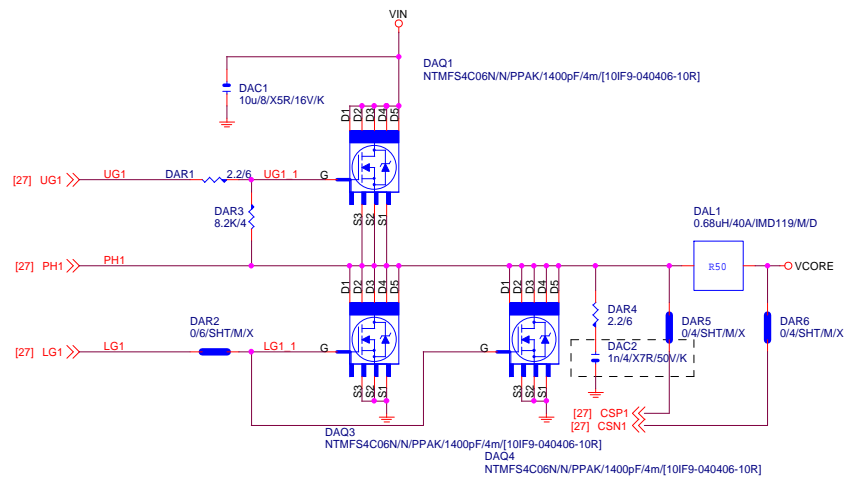 VIN
DAQ1
NTMFS4C06N/N/PPAK/1400pF/4m/[10IF9-040406-10R]
DAC1
10u/8/X5R/16V/K
D1
D2
D3
D4
D5
[27] UG1
UG1
DAR1
2.2/6
UG1_1
G
DAR3
8.2K/4
S3
S2
S1
DAL1
0.68uH/40A/IMD119/M/D
[27] PH1
PH1
R50
VCORE
D1
D2
D3
D4
D5
D1
D2
D3
D4
D5
DAR2
0/6/SHT/M/X
DAR4
2.2/6
DAR5
0/4/SHT/M/X
DAR6
0/4/SHT/M/X
[27] LG1
LG1
LG1_1
G
G
DAC2
1n/4/X7R/50V/K
S3
S2
S1
S3
S2
S1
[27] CSP1
[27] CSN1
DAQ3
NTMFS4C06N/N/PPAK/1400pF/4m/[10IF9-040406-10R]
DAQ4
NTMFS4C06N/N/PPAK/1400pF/4m/[10IF9-040406-10R]